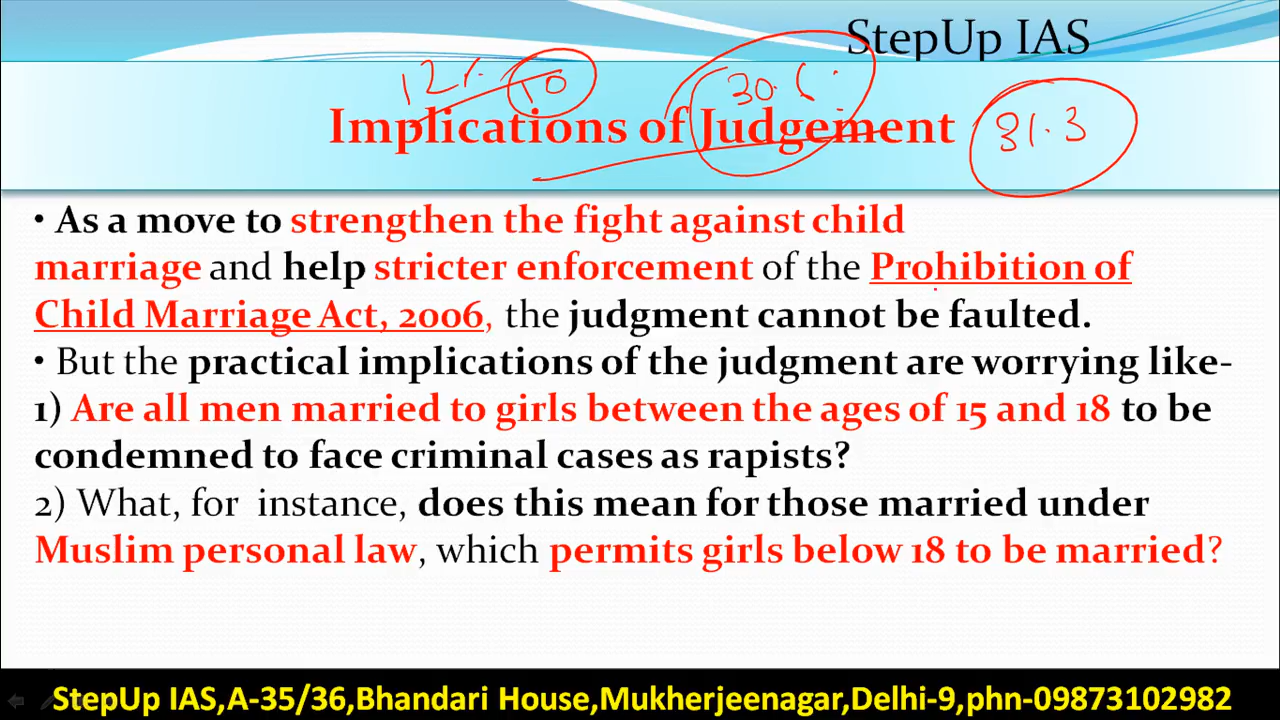 StepUp IAS
12%. 10 30.6. 31.3
Implications of Judgement
• As a move to strengthen the fight against child
marriage and help stricter enforcement of the Prohibition of
Child Marriage Act, 2006, the judgment cannot be faulted.
• But the practical implications of the judgment are worrying like-
1) Are all men married to girls between the ages of 15 and 18 to be
condemned to face criminal cases as rapists?
2) What, for instance, does this mean for those married under
Muslim personal law, which permits girls below 18 to be married?
StepUp IAS,A-35/36,Bhandari House,Mukherjeenagar,Delhi-9,phn-09873102982